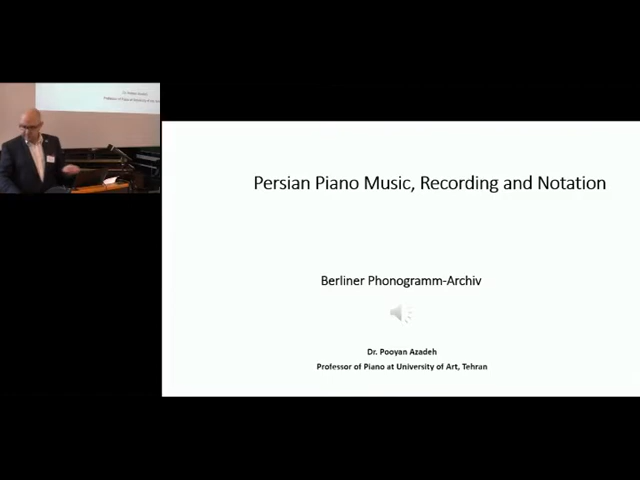 Persian Piano Music, Recording and Notation
Berliner Phonogramm-Archiv
Dr. Pooyan Azadeh
Professor of Piano at University of Art, Tehran